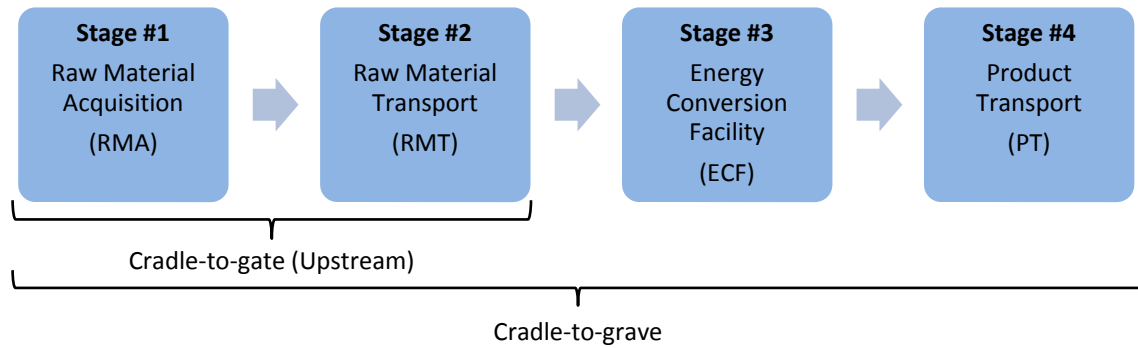 Stage #1
Raw Material
Acquisition
(RMA)
Stage #2
Raw Material
Transport
(RMT)
Stage #3
Energy
Conversion
Facility
(ECF)
Stage #4
Product
Transport
(PT)
Cradle-to-gate (Upstream)
Cradle-to-grave